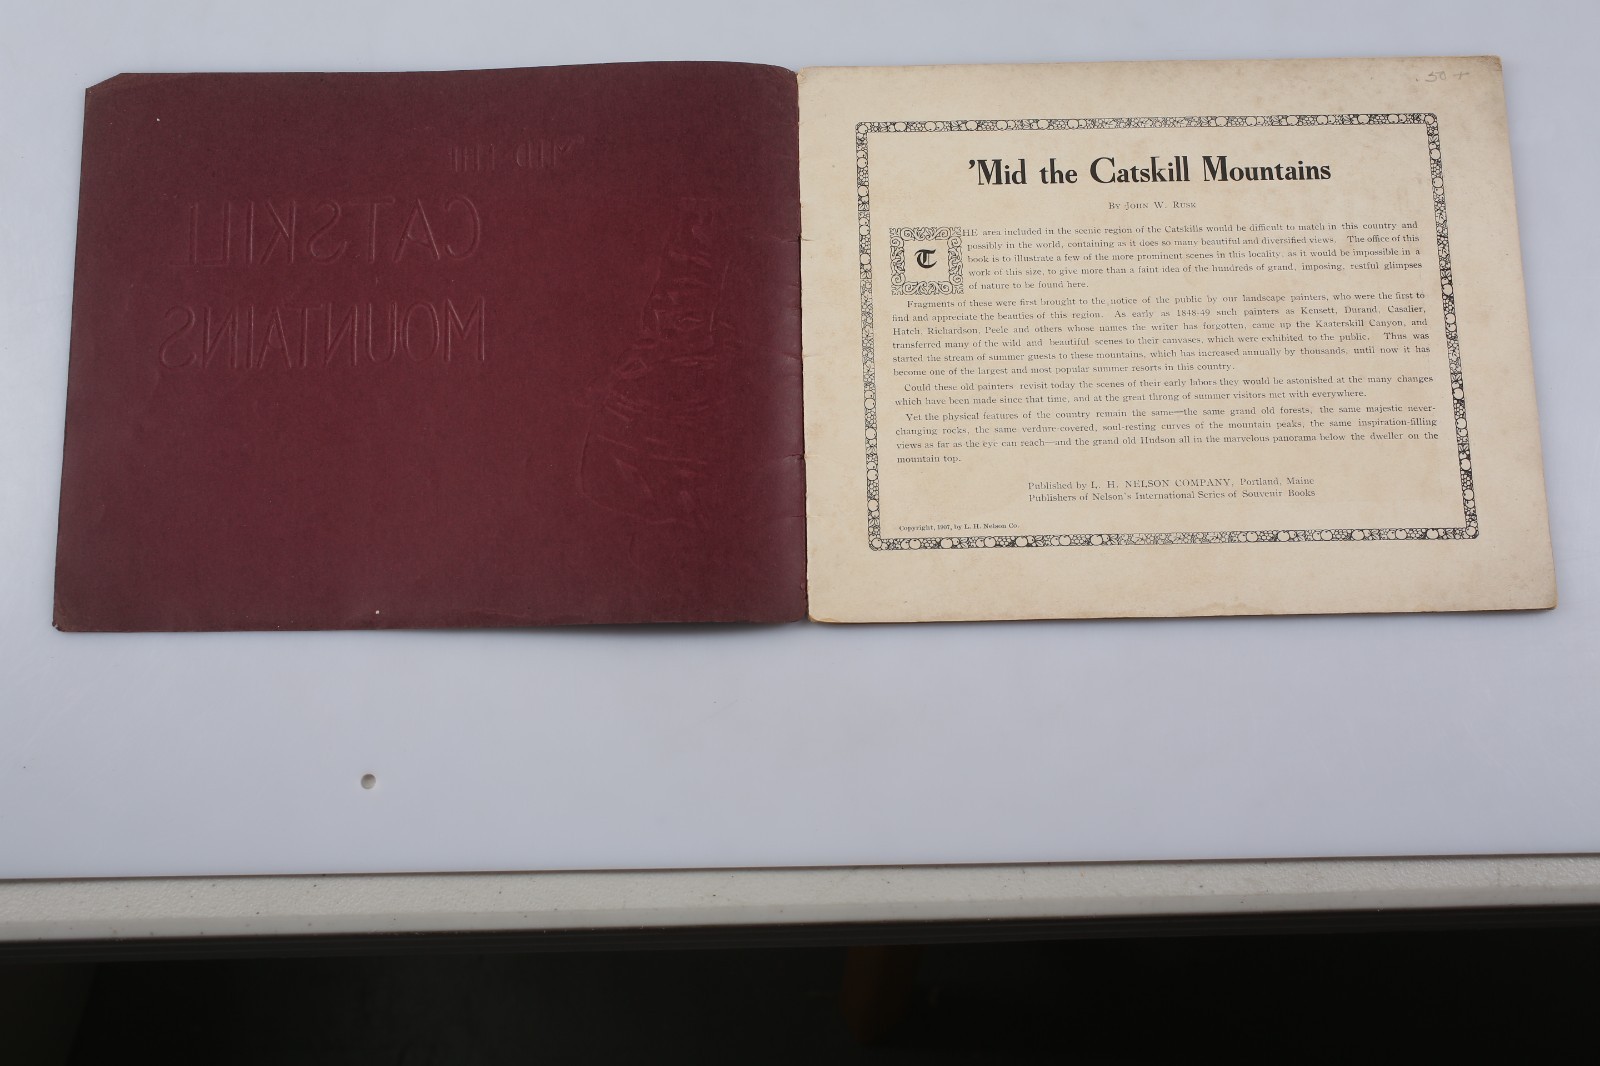 'MID THE
CATSKILL
MOUNTAINS
.50
'Mid the Catskill Mountains
By John W. Rusk
THE area included in the scenic region of the Catskills would be difficult to match in this country and
possibly in the world, containing as it does so many beautiful and diversified views. The office of this
book is to illustrate a few of the more prominent scenes in this locality, as it would be impossible in a
work of this size, to give more than a faint idea of the hundreds of grand, imposing, restful glimpses
of nature to be found here.
Fragments of these were first brought to the notice of the public by our landscape painters, who were the first to
find and appreciate the beauties of this region. As early as 1848-49 such painters as Kensett, Durand, Casalier,
Hatch, Richardson, Peele and others whose names the writer has forgotten, came up the Kaaterskill Canyon, and
transferred many of the wild and beautiful scenes to their canvases, which were exhibited to the public. Thus was
started the stream of summer guests to these mountains, which has increased annually by thousands, until now it has
become one of the largest and most popular summer resorts in this country.
Could these old painters revisit today the scenes of their early labors they would be astonished at the many changes
which have been made since that time, and at the great throng of summer visitors met with everywhere.
Yet the physical features of the country remain the same—the same grand old forests, the same majestic never-
changing rocks, the same verdure-covered, soul-resting curves of the mountain peaks, the same inspiration-filling
views as far as the eye can reach—and the grand old Hudson all in the marvelous panorama below the dweller on the
mountain top.
Published by L. H. NELSON COMPANY, Portland, Maine
Publishers of Nelson's International Series of Souvenir Books
Copyright, 1907, by L. H. Nelson Co.